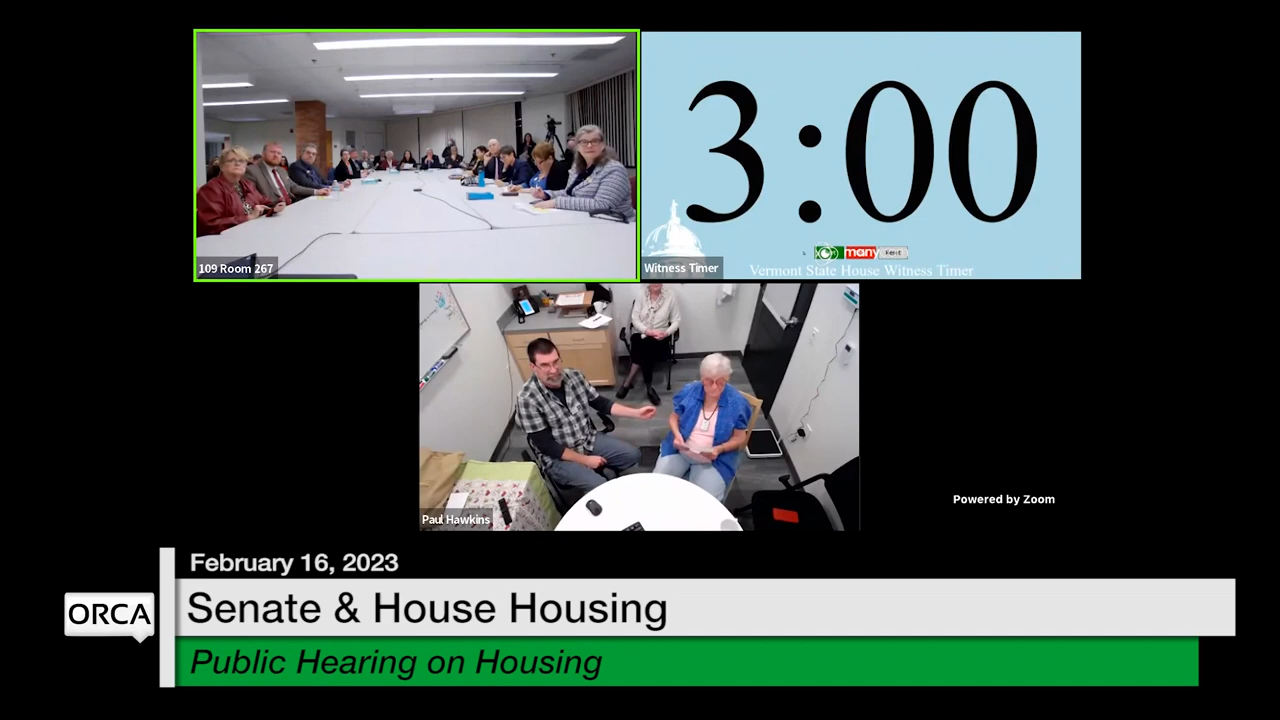 3:00
109 Room 267
many
Witness Timer
Vermont State House Witness Timer
Paul Hawkins
Powered by Zoom
February 16, 2023
ORCA
Senate & House Housing
Public Hearing on Housing